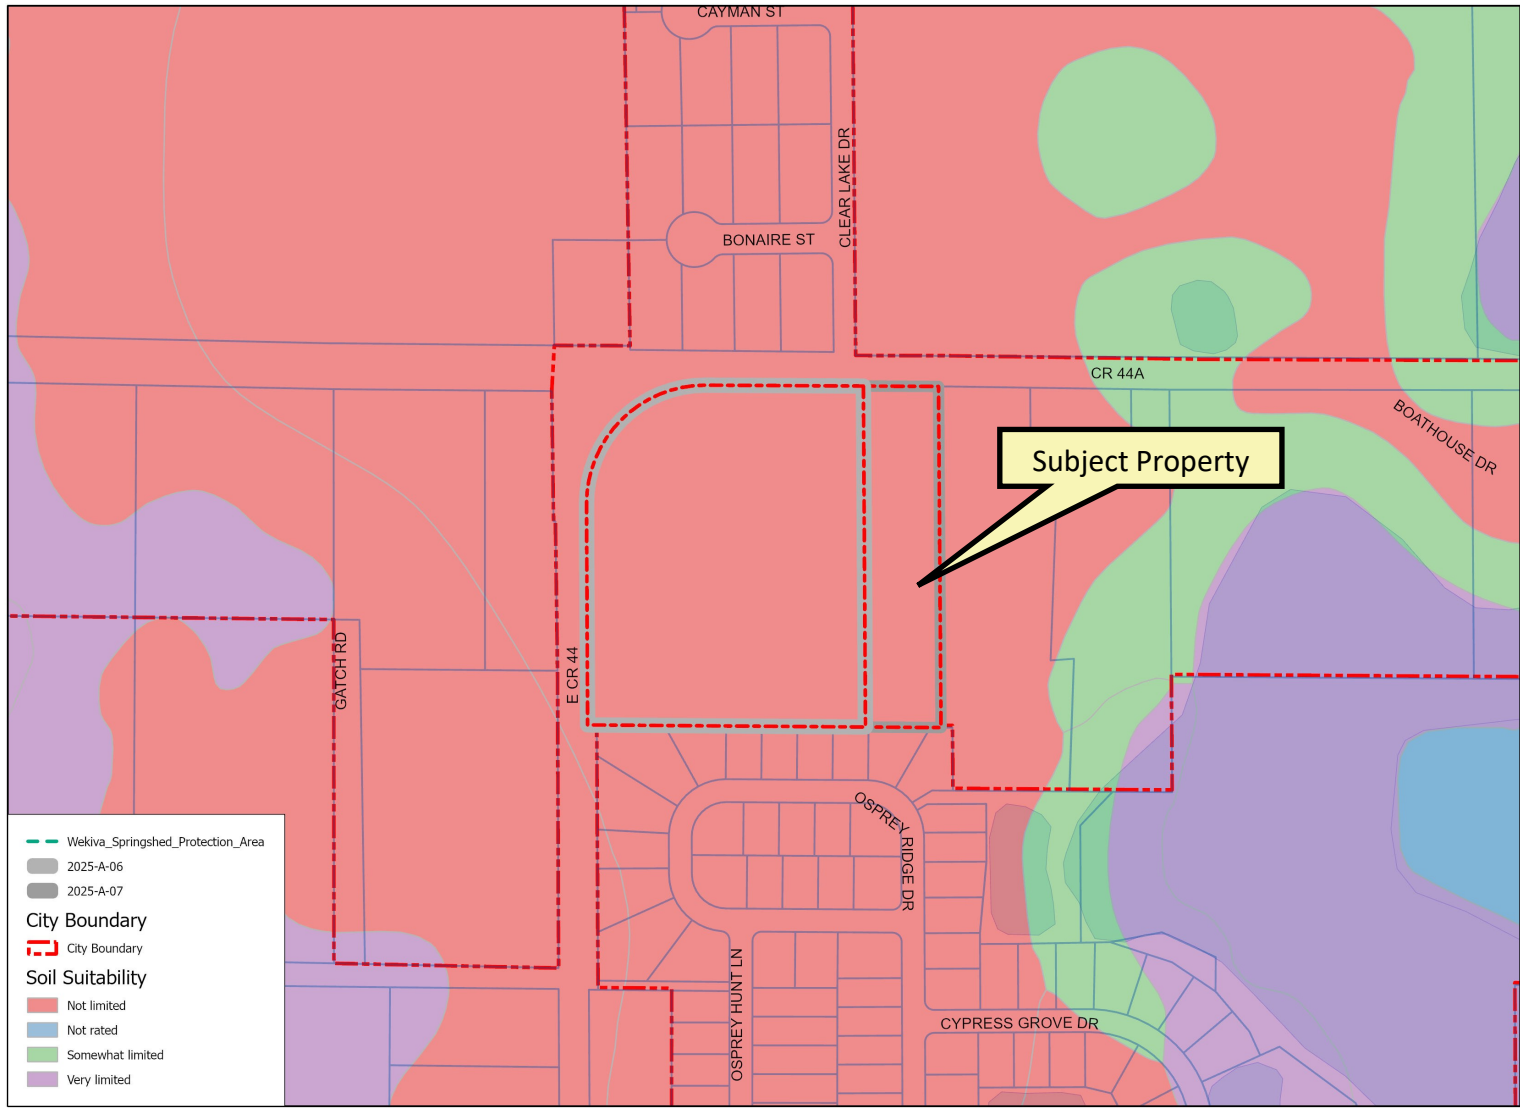 CAYMAN ST
CLEAR LAKE DR
BONAIRE ST
CR 44A
BOATHOUSE DR
Subject Property
GATCH RD
E CR 44
OSPREY RIDGE DR
OSPREY HUNT LN
CYPRESS GROVE DR
Wekiva_Springshed_Protection_Area
2025-A-06
2025-A-07
City Boundary
City Boundary
Soil Suitability
Not limited
Not rated
Somewhat limited
Very limited